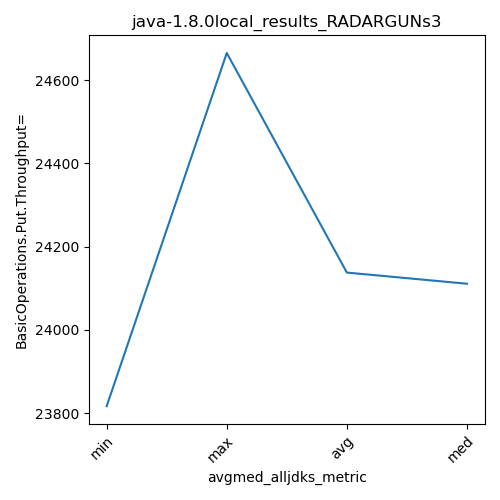 java-1.8.0local_results_RADARGUNs3
BasicOperations.Put.Throughput=
24600
24400
24200
24000
23800
min
max
avg
med
avgmed_alljdks_metric